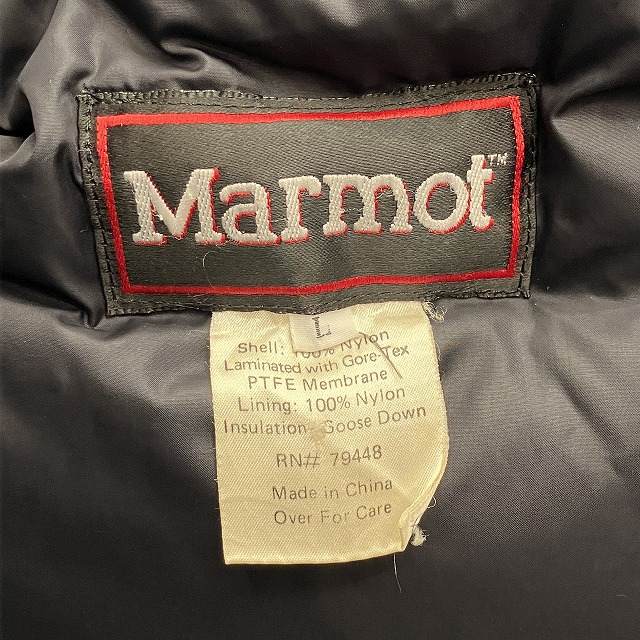 Marmot™
L
Shell: 100% Nylon
Laminated with Gore-Tex
PTFE Membrane
Lining: 100% Nylon
Insulation- Goose Down
RN# 79448
Made in China
Over For Care